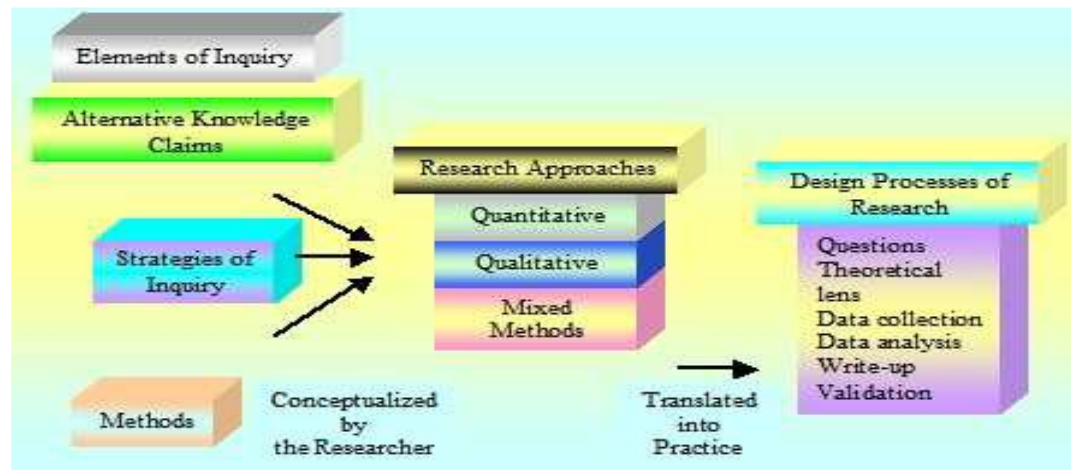 Elements of Inquiry
Alternative Knowledge
Claims
Strategies of
Inquiry
Methods
Conceptualized
by
the Researcher
Research Approaches
Quantitative
Qualitative
Mixed
Methods
Translated
into
Practice
Design Processes of
Research
Questions
Theoretical
lens
Data collection
Data analysis
Write-up
Validation